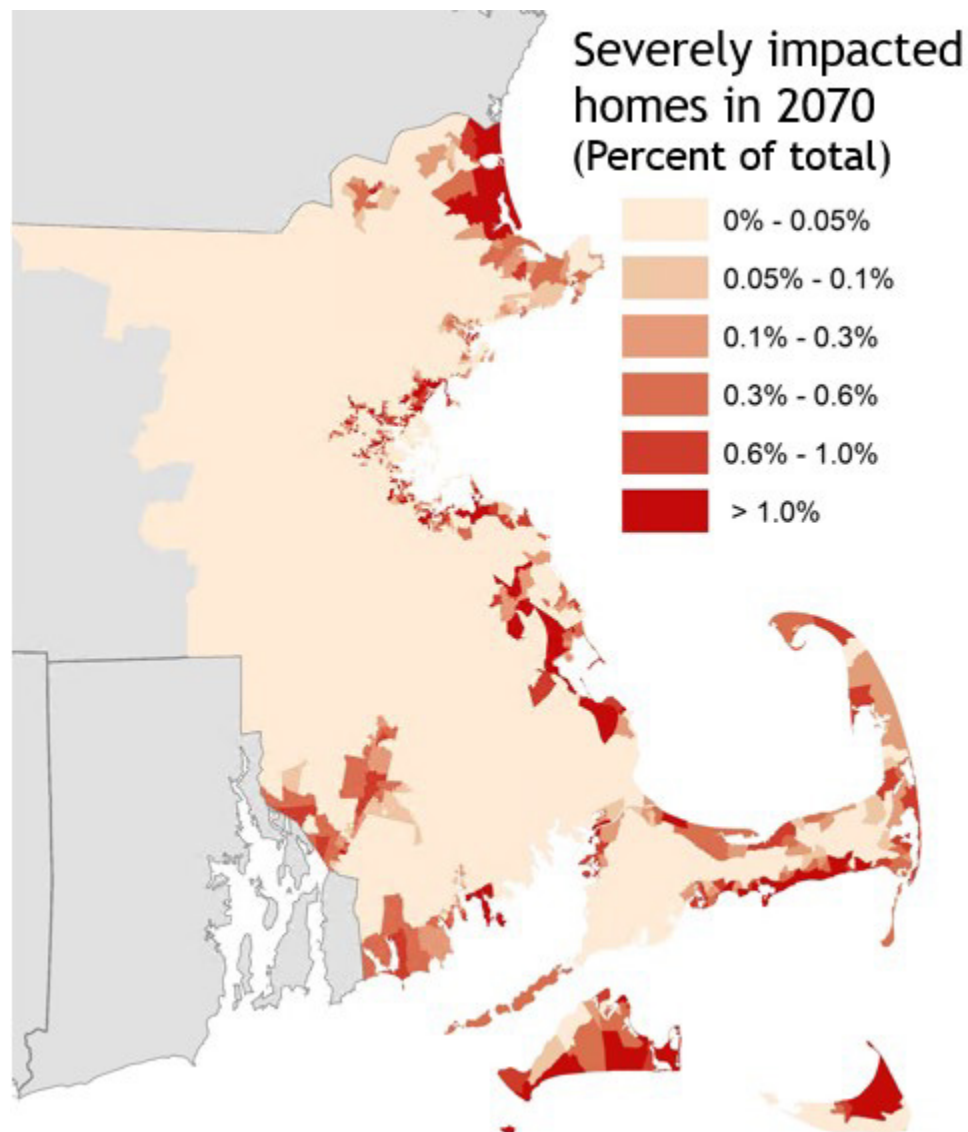 Severely impacted
homes in 2070
(Percent of total)
0% - 0.05%
0.05% - 0.1%
0.1% - 0.3%
0.3% - 0.6%
0.6% - 1.0%
> 1.0%